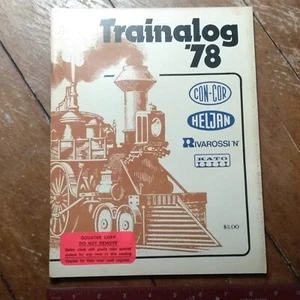 Trainalog
'78
CON-COR
HELJAN
RIVAROSSI 'N'
KATO
$3.00
COUNTER COPY
DO NOT REMOVE